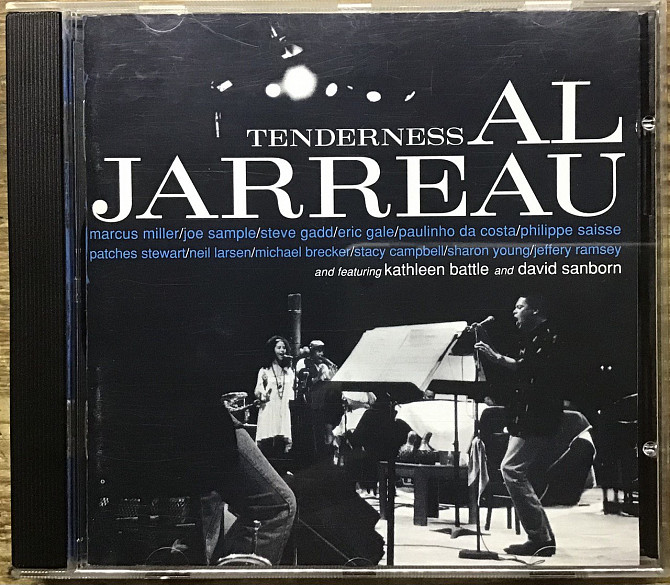 TENDERNESS AL
JARREAU
marcus miller/joe sample/steve gadd/eric gale/paulinho da costa/philippe saisse
patches stewart/neil larsen/michael brecker/stacy campbell/sharon young/jeffery ramsey
and featuring kathleen battle and david sanborn